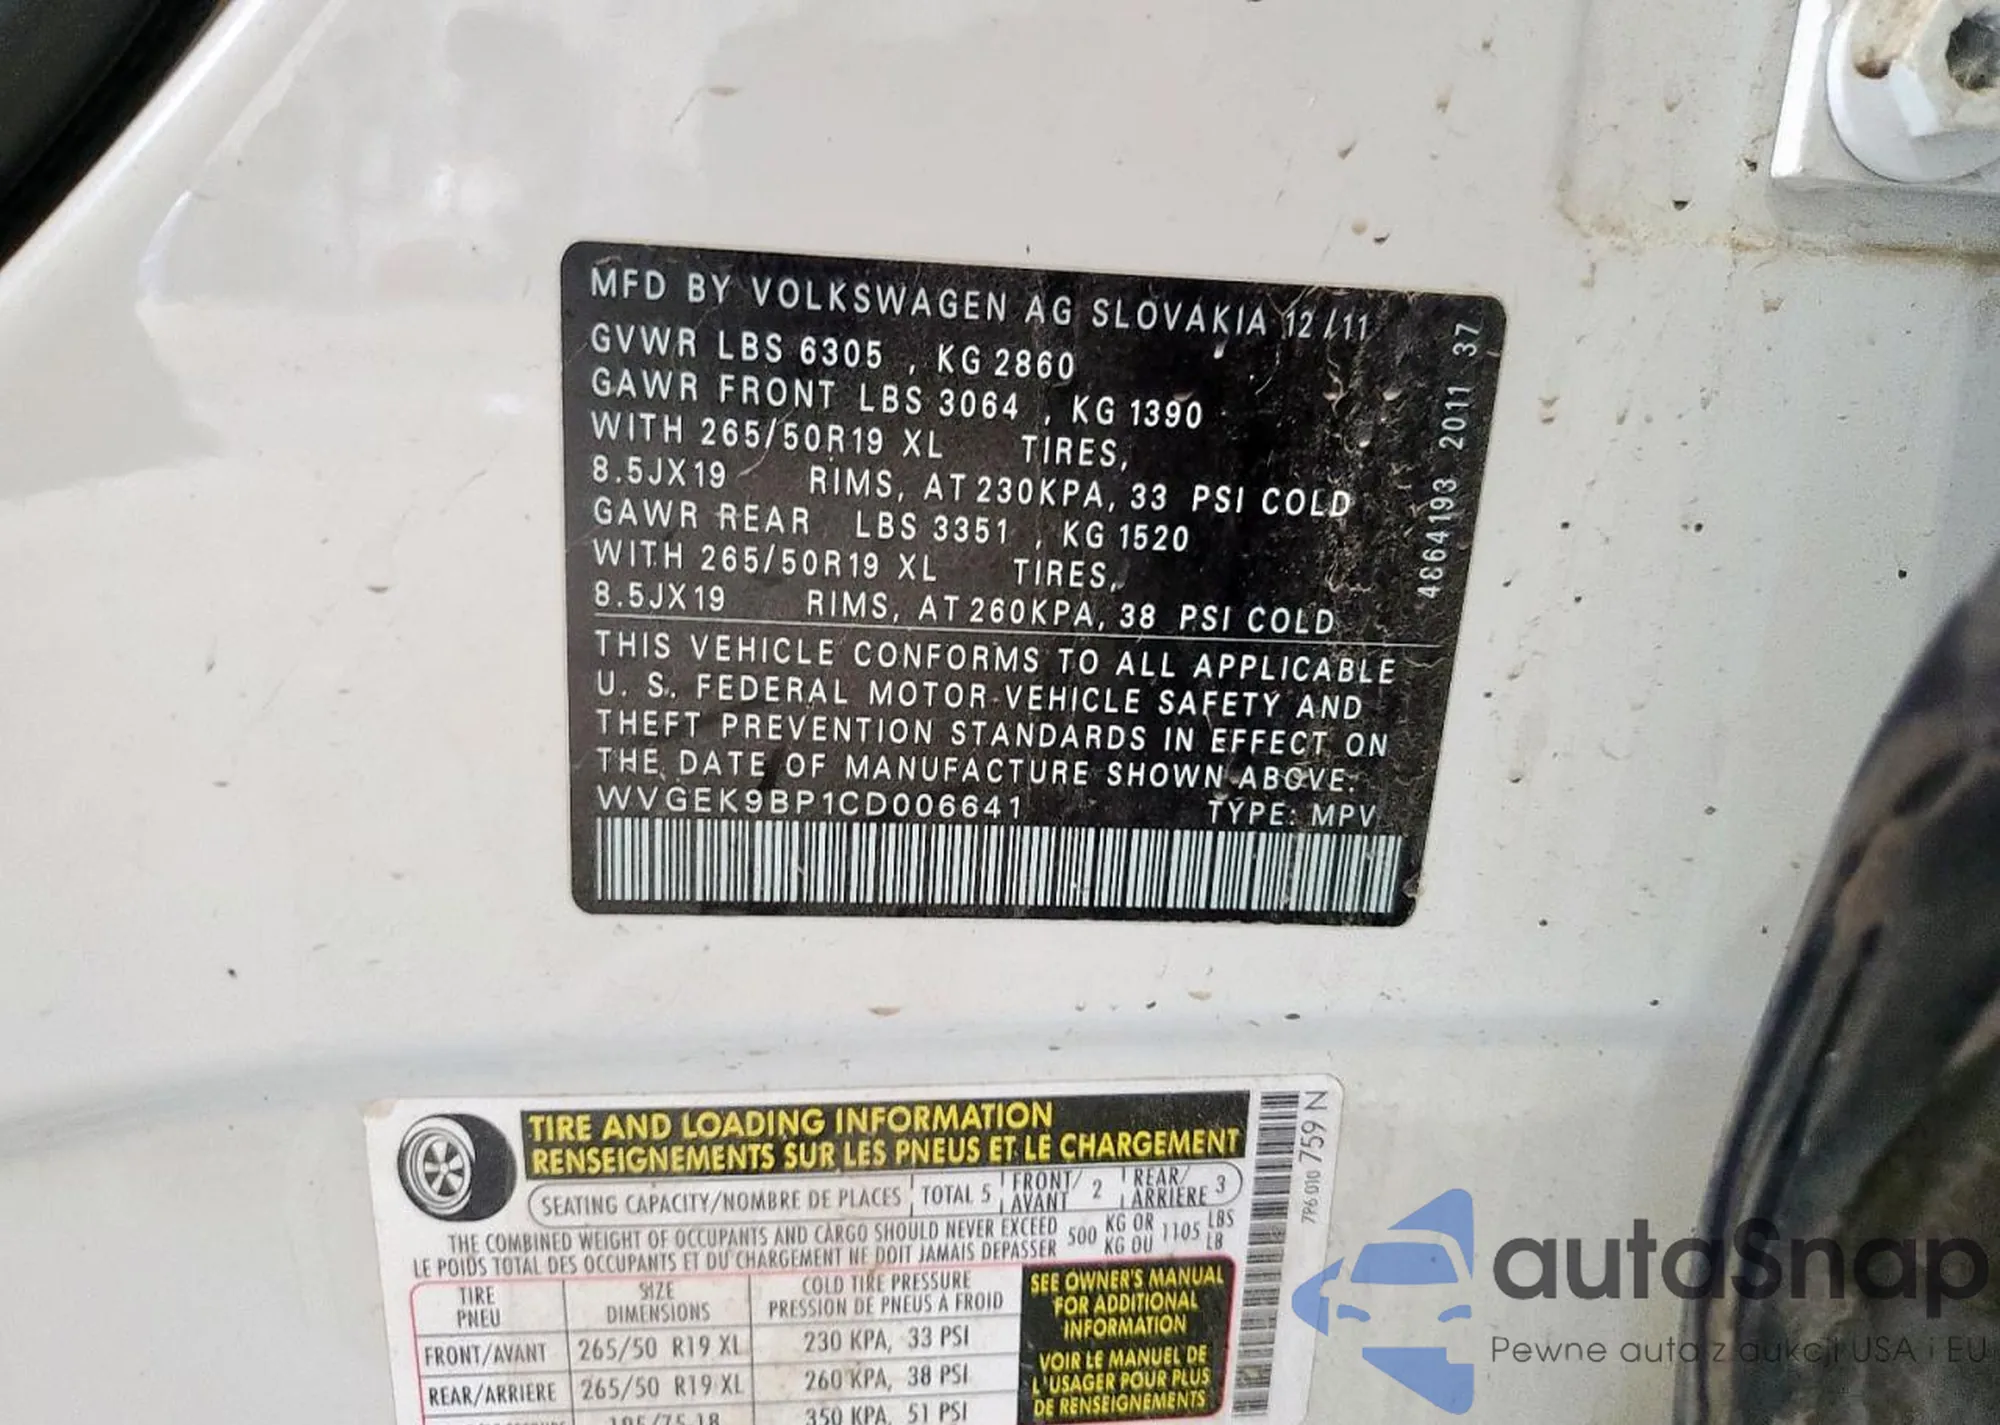 MFD BY VOLKSWAGEN AG SLOVAKIA 12/11
GVWR LBS 6305 , KG 2860
GAWR FRONT LBS 3064 , KG 1390
WITH 265/50R19 XL TIRES,
8.5JX19 RIMS, AT 230KPA, 33 PSI COLD
GAWR REAR LBS 3351 , KG 1520
WITH 265/50R19 XL TIRES,
8.5JX19 RIMS, AT 260KPA, 38 PSI COLD
THIS VEHICLE CONFORMS TO ALL APPLICABLE
U. S. FEDERAL MOTOR VEHICLE SAFETY AND
THEFT PREVENTION STANDARDS IN EFFECT ON
THE DATE OF MANUFACTURE SHOWN ABOVE.
WVGEK9BP1CD006641 TYPE: MPV
4864193 2011 37
TIRE AND LOADING INFORMATION
RENSEIGNEMENTS SUR LES PNEUS ET LE CHARGEMENT
SEATING CAPACITY/NOMBRE DE PLACES TOTAL 5 FRONT/AVANT 2 REAR/ARRIÈRE 3
THE COMBINED WEIGHT OF OCCUPANTS AND CARGO SHOULD NEVER EXCEED 500 KG OR 1105 LBS
LE POIDS TOTAL DES OCCUPANTS ET DU CHARGEMENT NE DOIT JAMAIS DÉPASSER KG OU LB
TIRE SIZE COLD TIRE PRESSURE
PNEU DIMENSIONS PRESSION DE PNEUS A FROID
FRONT/AVANT 265/50 R19 XL 230 KPA, 33 PSI
REAR/ARRIERE 265/50 R19 XL 260 KPA, 38 PSI
350 KPA, 51 PSI
SEE OWNER'S MANUAL
FOR ADDITIONAL
INFORMATION
VOIR LE MANUEL DE
L'USAGER POUR PLUS
DE RENSEIGNEMENTS
7P6 010 759 N
autoSnap
Pewne auta z aukcji USA i EU